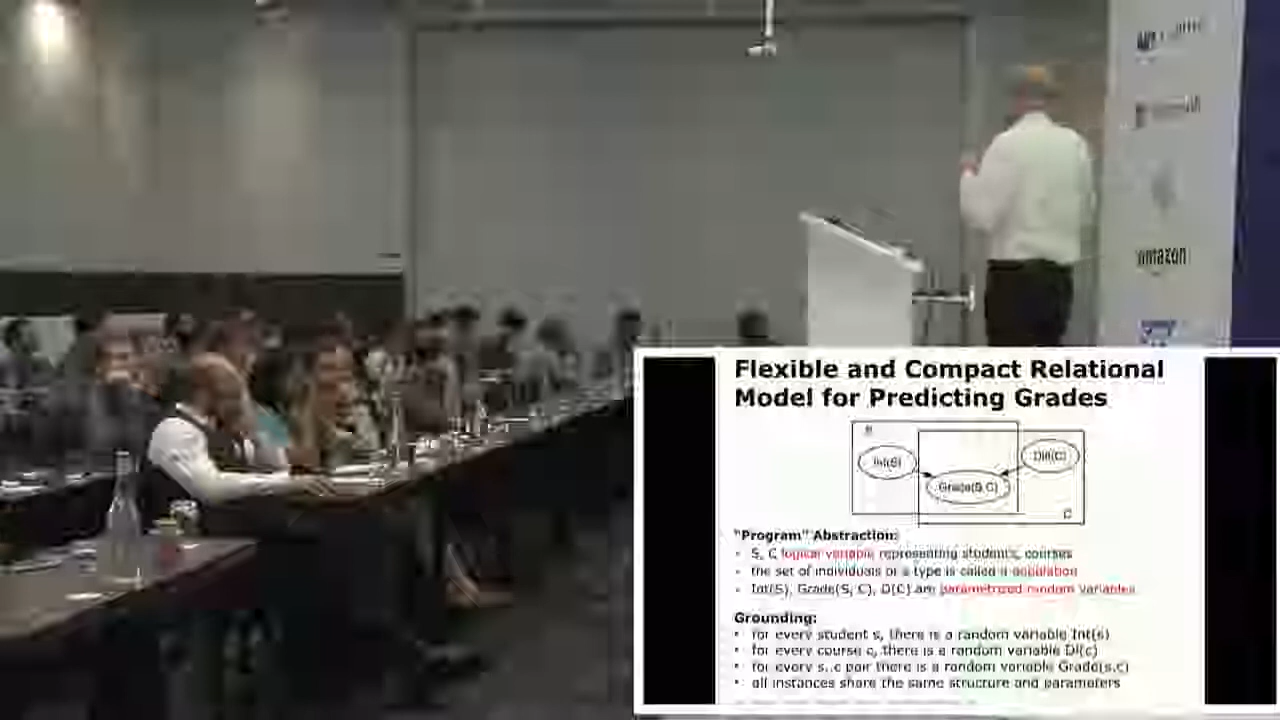 amazon
Flexible and Compact Relational
Model for Predicting Grades
S
Int(S)
Diff(C)
Grade(S,C)
C
"Program" Abstraction:
- S, C logical variable representing students, courses
- the set of individuals of a type is called a population
- Int(S), Grade(S, C), D(C) are parametrized random variables
Grounding:
• for every student s, there is a random variable Int(s)
• for every course c, there is a random variable Di(c)
• for every s, c pair there is a random variable Grade(s,c)
• all instances share the same structure and parameters